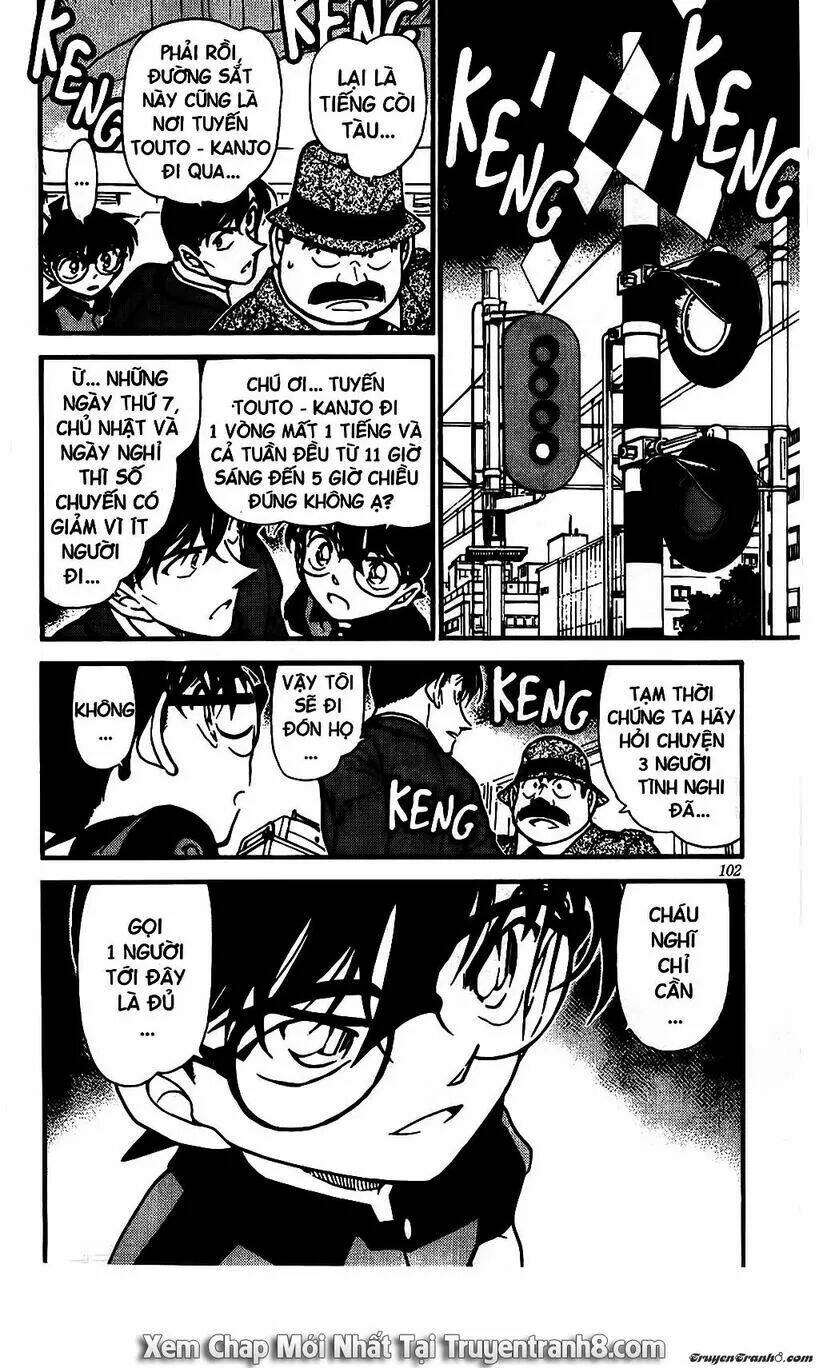 KENG
KENG
KENG
KENG
KENG
KENG
LẠI LÀ
TIẾNG CÒI
TÀU...
PHẢI RỒI,
ĐƯỜNG SẮT
NÀY CŨNG LÀ
NƠI TUYẾN
TOUTO - KANJO
ĐI QUA...
...
CHÚ ƠI... TUYẾN
TOUTO - KANJO ĐI
1 VÒNG MẤT 1 TIẾNG VÀ
CẢ TUẦN ĐỀU TỪ 11 GIỜ
SÁNG ĐẾN 5 GIỜ CHIỀU
ĐÚNG KHÔNG Ạ?
Ừ... NHỮNG
NGÀY THỨ 7,
CHỦ NHẬT VÀ
NGÀY NGHỈ
THÌ SỐ
CHUYẾN CÓ
GIẢM VÌ ÍT
NGƯỜI
ĐI...
TẠM THỜI
CHÚNG TA HÃY
HỎI CHUYỆN
3 NGƯỜI
TÌNH NGHI
ĐÃ...
KENG
KENG
VẬY TÔI
SẼ ĐI
ĐÓN HỌ
...
KHÔNG
...
102
CHÁU
NGHĨ
CHỈ
CẦN
...
GỌI
1 NGƯỜI
TỚI ĐÂY
LÀ ĐỦ
...
Xem Chap Mới Nhất Tại Truyentranh8.com
TruyenTranh8.com